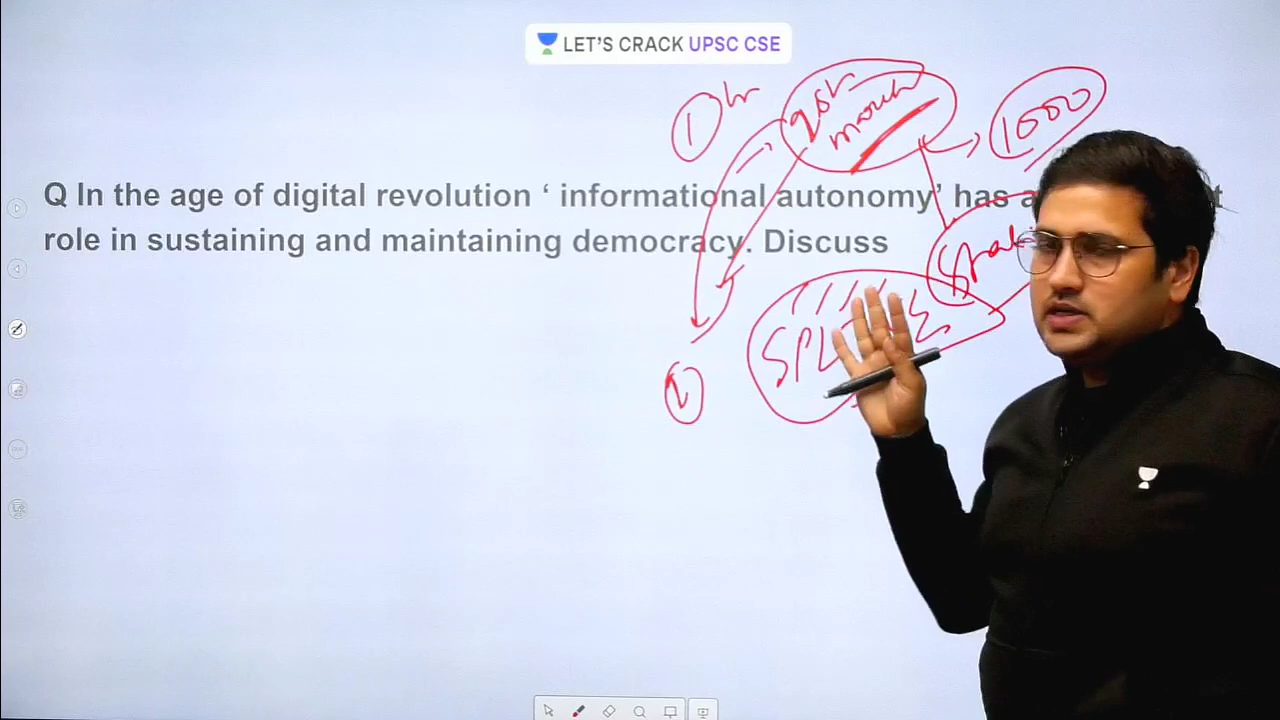 LET'S CRACK UPSC CSE
1 hr
1000
Q In the age of digital revolution ‘ informational autonomy’ has a
role in sustaining and maintaining democracy. Discuss